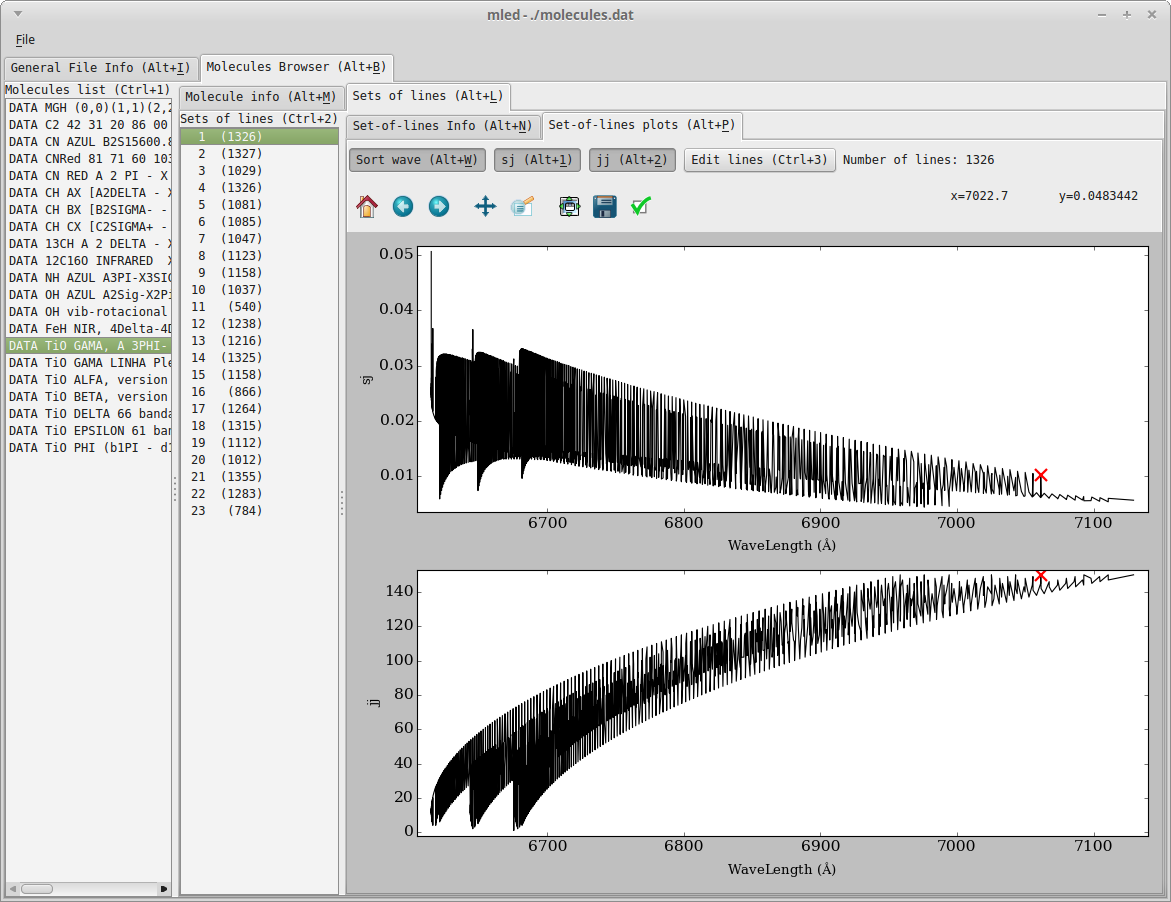 mled - ./molecules.dat
File
General File Info (Alt+I)
Molecules Browser (Alt+B)
Molecules list (Ctrl+1)
DATA MGH (0,0)(1,1)(2,2
DATA C2 42 31 20 86 00
DATA CN AZUL B2S15600.8
DATA CNRed 81 71 60 103
DATA CN RED A 2 PI - X
DATA CH AX [A2DELTA - X
DATA CH BX [B2SIGMA- -
DATA CH CX [C2SIGMA+ -
DATA 13CH A 2 DELTA - X
DATA 12C16O INFRARED X
DATA NH AZUL A3PI-X3SIG
DATA OH AZUL A2Sig-X2Pi
DATA OH vib-rotacional
DATA FeH NIR, 4Delta-4D
DATA TiO GAMA, A 3PHI-
DATA TiO GAMA LINHA Ple
DATA TiO ALFA, version
DATA TiO BETA, version
DATA TiO DELTA 66 banda
DATA TiO EPSILON 61 ban
DATA TiO PHI (b1PI - d1
Molecule info (Alt+M)
Sets of lines (Alt+L)
Sets of lines (Ctrl+2)
1 (1326)
2 (1327)
3 (1029)
4 (1326)
5 (1081)
6 (1085)
7 (1047)
8 (1123)
9 (1158)
10 (1037)
11 (540)
12 (1238)
13 (1216)
14 (1325)
15 (1158)
16 (866)
17 (1264)
18 (1315)
19 (1112)
20 (1012)
21 (1355)
22 (1283)
23 (784)
Set-of-lines Info (Alt+N)
Set-of-lines plots (Alt+P)
Sort wave (Alt+W)
sj (Alt+1)
jj (Alt+2)
Edit lines (Ctrl+3)
Number of lines: 1326
x=7022.7 y=0.0483442
0.05
0.04
0.03
0.02
0.01
sj
6700 6800 6900 7000 7100
WaveLength (Å)
140
120
100
80
60
40
20
0
jj
6700 6800 6900 7000 7100
WaveLength (Å)